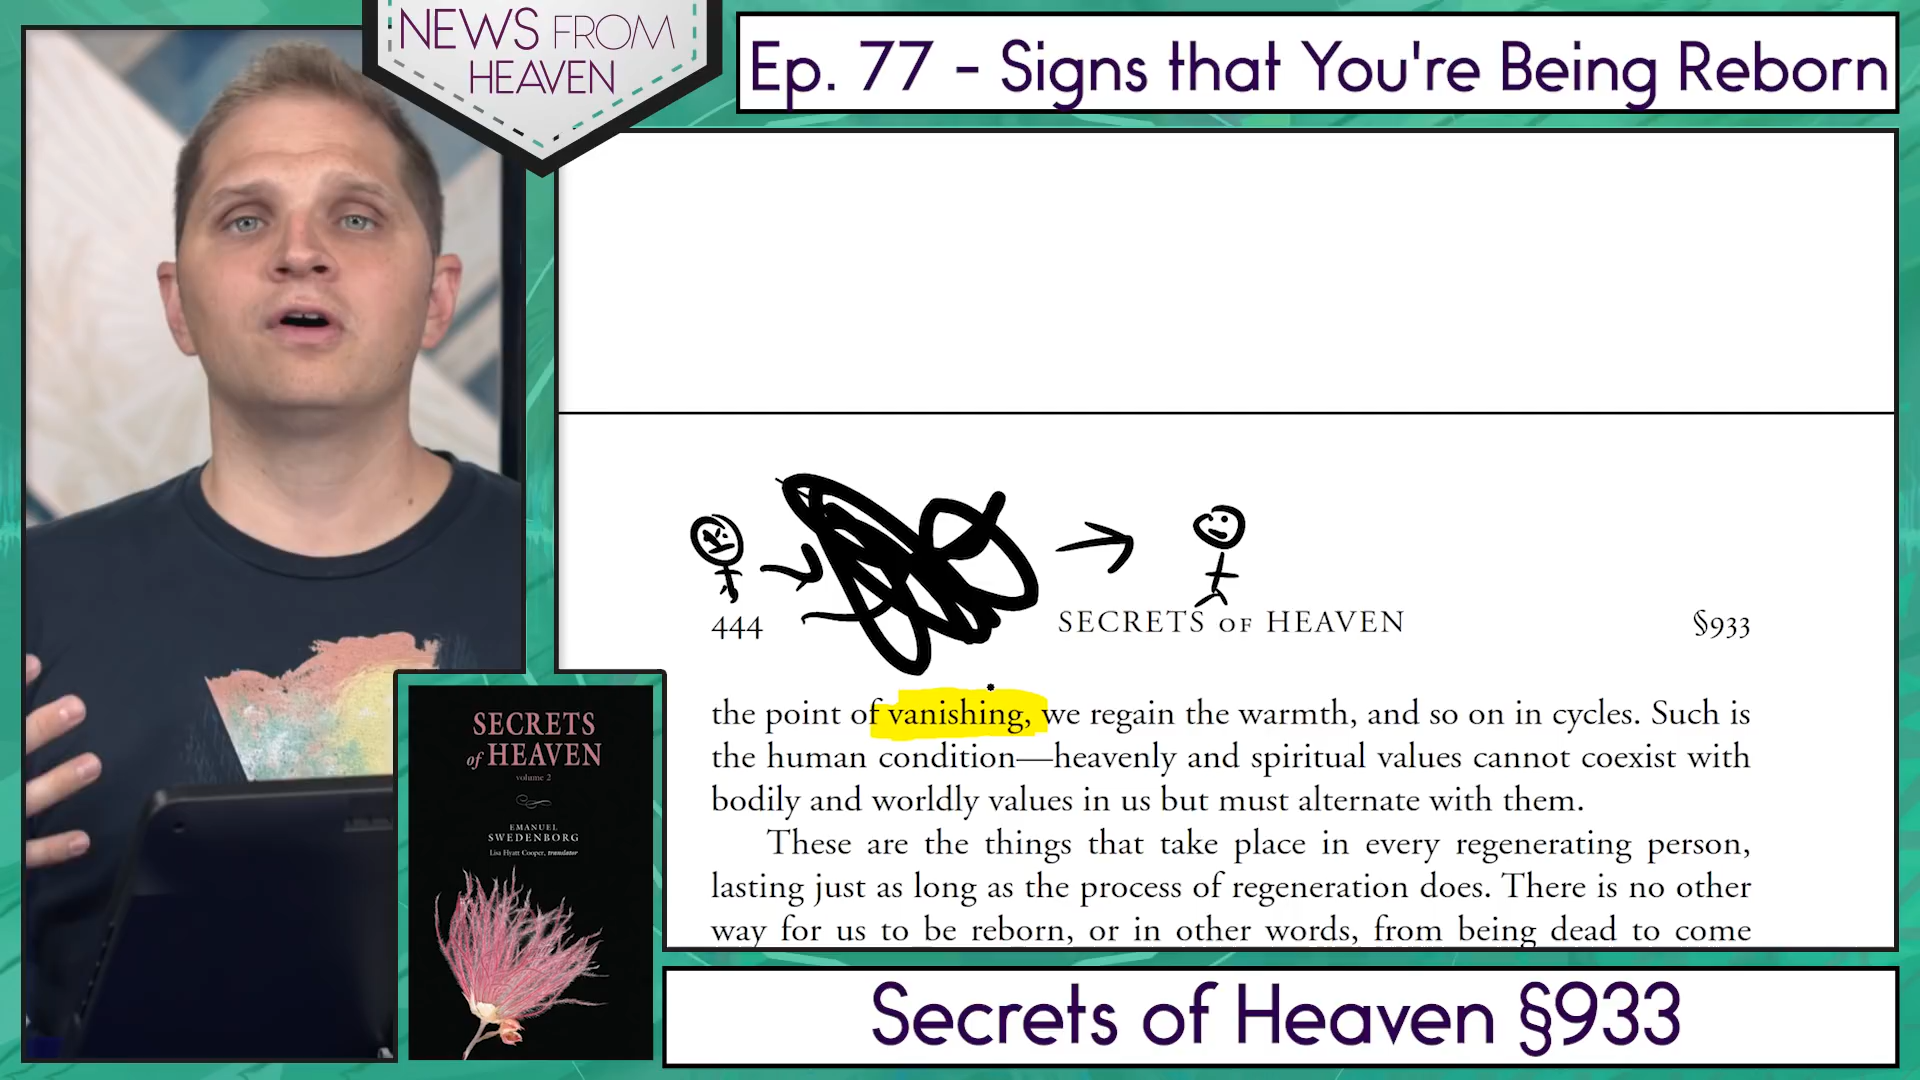 NEWS FROM
HEAVEN
Ep. 77 - Signs that You're Being Reborn
444
SECRETS OF HEAVEN
§933
the point of vanishing, we regain the warmth, and so on in cycles. Such is
the human condition—heavenly and spiritual values cannot coexist with
bodily and worldly values in us but must alternate with them.
These are the things that take place in every regenerating person,
lasting just as long as the process of regeneration does. There is no other
way for us to be reborn, or in other words, from being dead to come
SECRETS
of HEAVEN
volume 2
EMANUEL
SWEDENBORG
Lisa Hyatt Cooper, translator
Secrets of Heaven §933